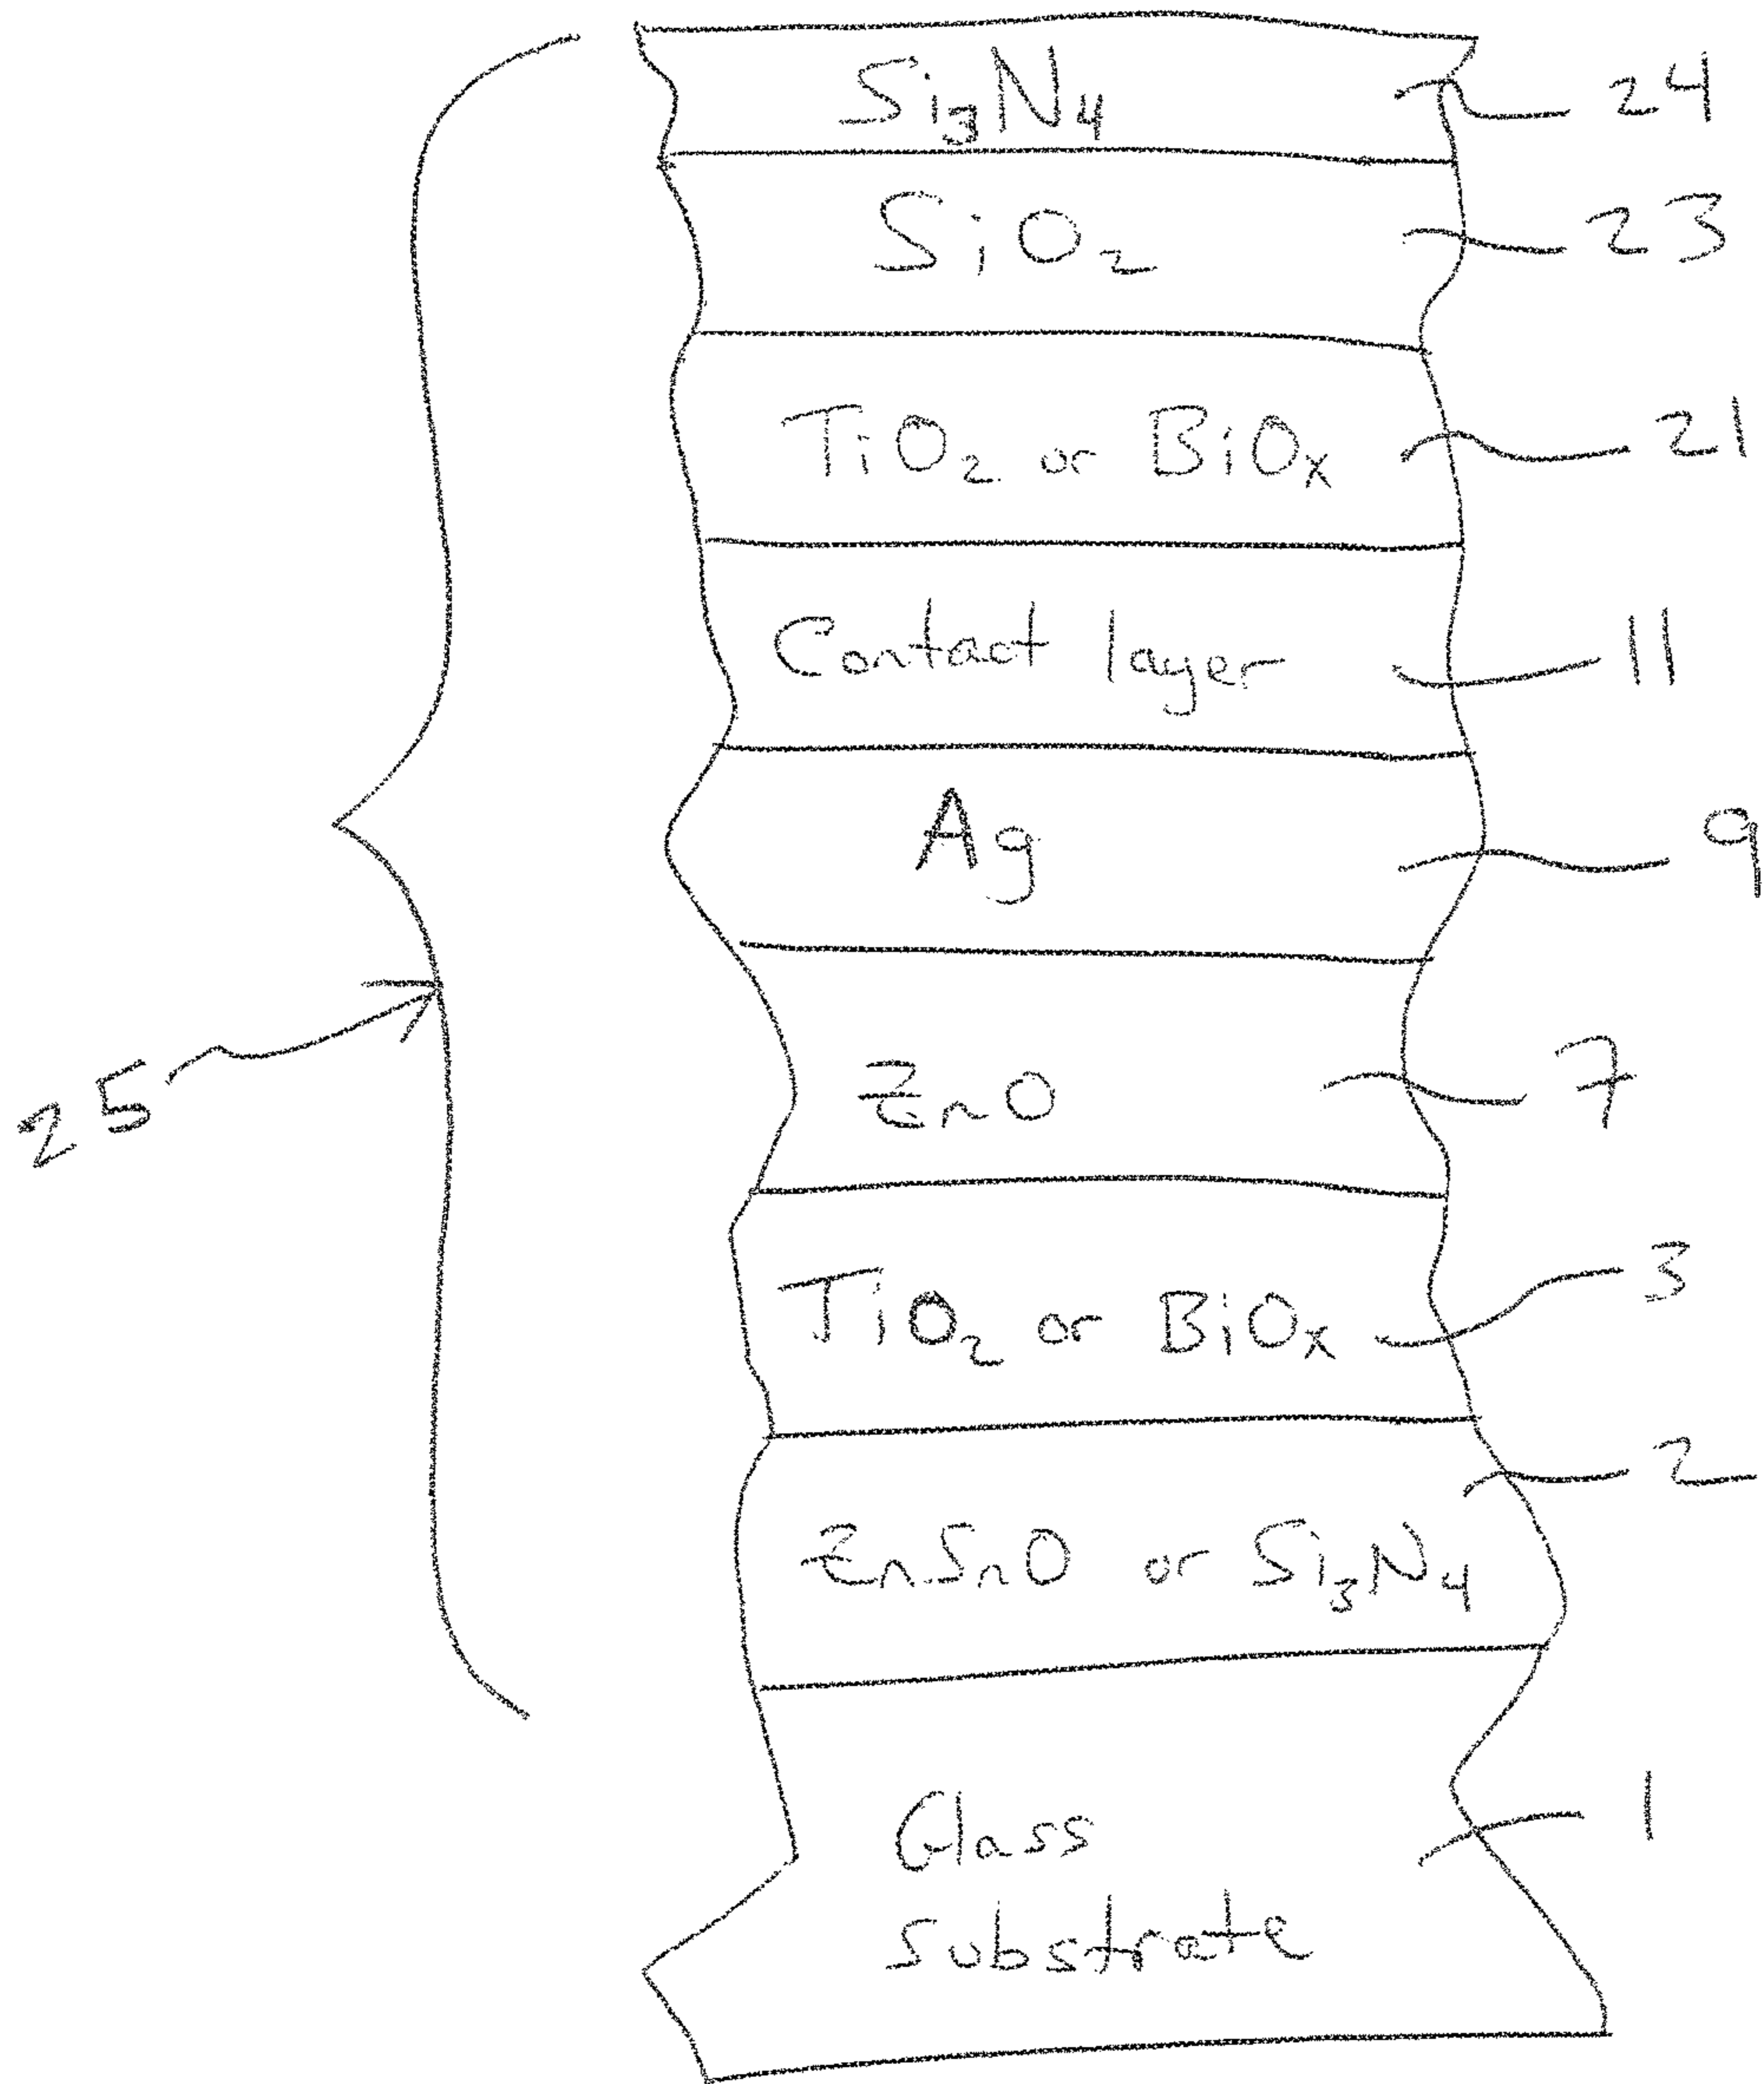 Si₃N₄ 24
SiO₂ 23
TiO₂ or BiOₓ 21
Contact layer 11
Ag 9
ZnO 7
25
TiO₂ or BiOₓ 3
2
ZnSnO or Si₃N₄
Glass 1
Substrate